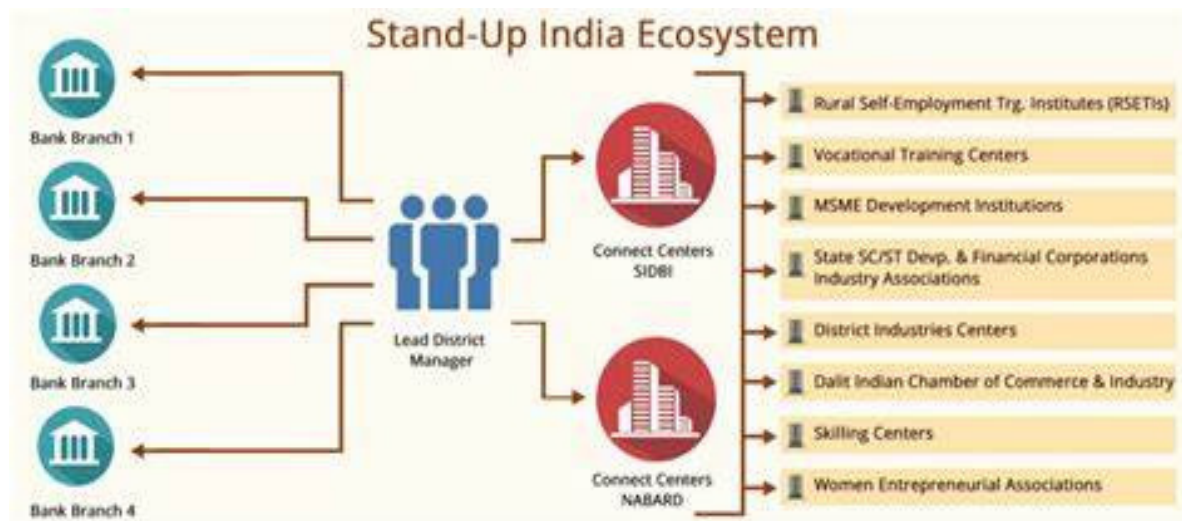 Stand-Up India Ecosystem
Bank Branch 1
Bank Branch 2
Bank Branch 3
Bank Branch 4
Lead District
Manager
Connect Centers
SIDBI
Connect Centers
NABARD
Rural Self-Employment Trg. Institutes (RSETIs)
Vocational Training Centers
MSME Development Institutions
State SC/ST Devp. & Financial Corporations
Industry Associations
District Industries Centers
Dalit Indian Chamber of Commerce & Industry
Skilling Centers
Women Entrepreneurial Associations